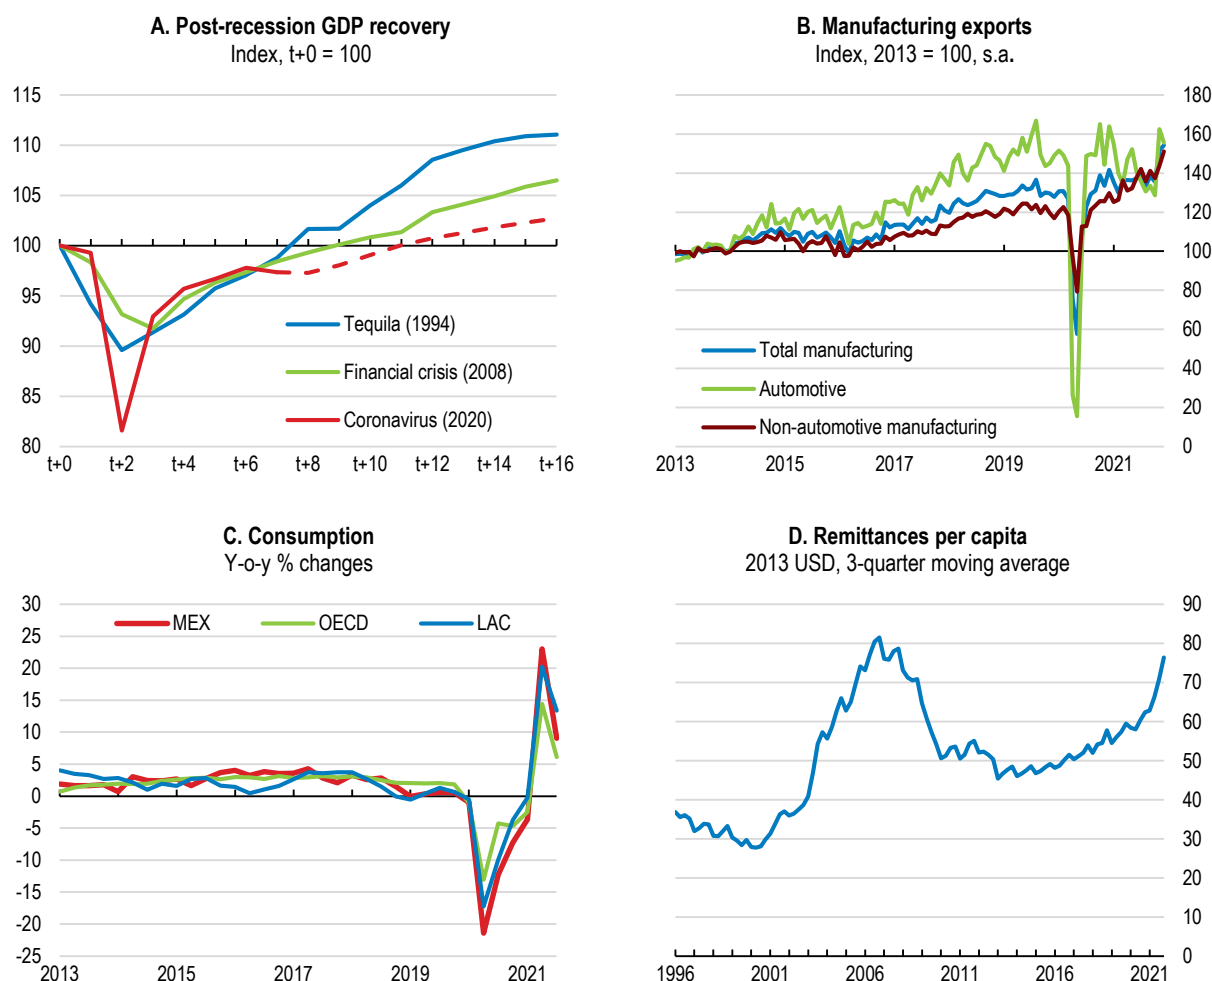 A. Post-recession GDP recovery
Index, t+0 = 100
115
110
105
100
95
90
85
80
t+0 t+2 t+4 t+6 t+8 t+10 t+12 t+14 t+16
Tequila (1994)
Financial crisis (2008)
Coronavirus (2020)
B. Manufacturing exports
Index, 2013 = 100, s.a.
180
160
140
120
100
80
60
40
20
0
2013 2015 2017 2019 2021
Total manufacturing
Automotive
Non-automotive manufacturing
C. Consumption
Y-o-y % changes
30
25
20
15
10
5
0
-5
-10
-15
-20
-25
2013 2015 2017 2019 2021
MEX OECD LAC
D. Remittances per capita
2013 USD, 3-quarter moving average
90
80
70
60
50
40
30
20
10
0
1996 2001 2006 2011 2016 2021